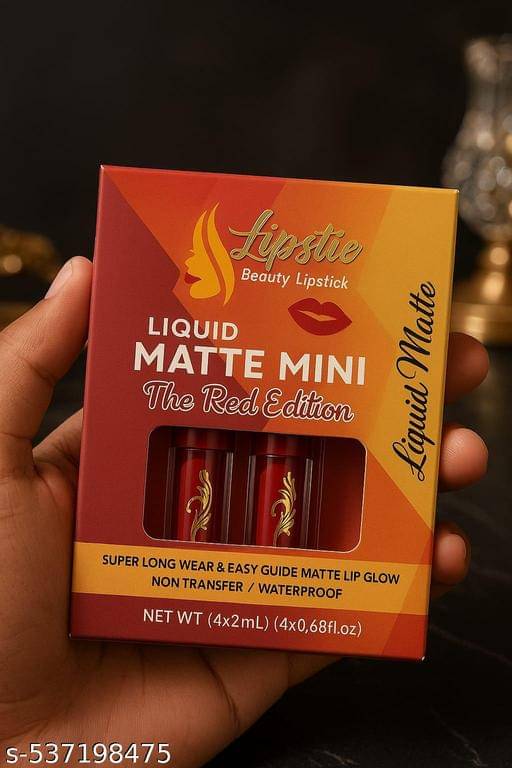 Lipstie
Beauty Lipstick
LIQUID
MATTE MINI
The Red Edition
Liquid Matte
SUPER LONG WEAR & EASY GUIDE MATTE LIP GLOW
NON TRANSFER / WATERPROOF
NET WT (4x2mL) (4x0,68fl.oz)
s-537198475